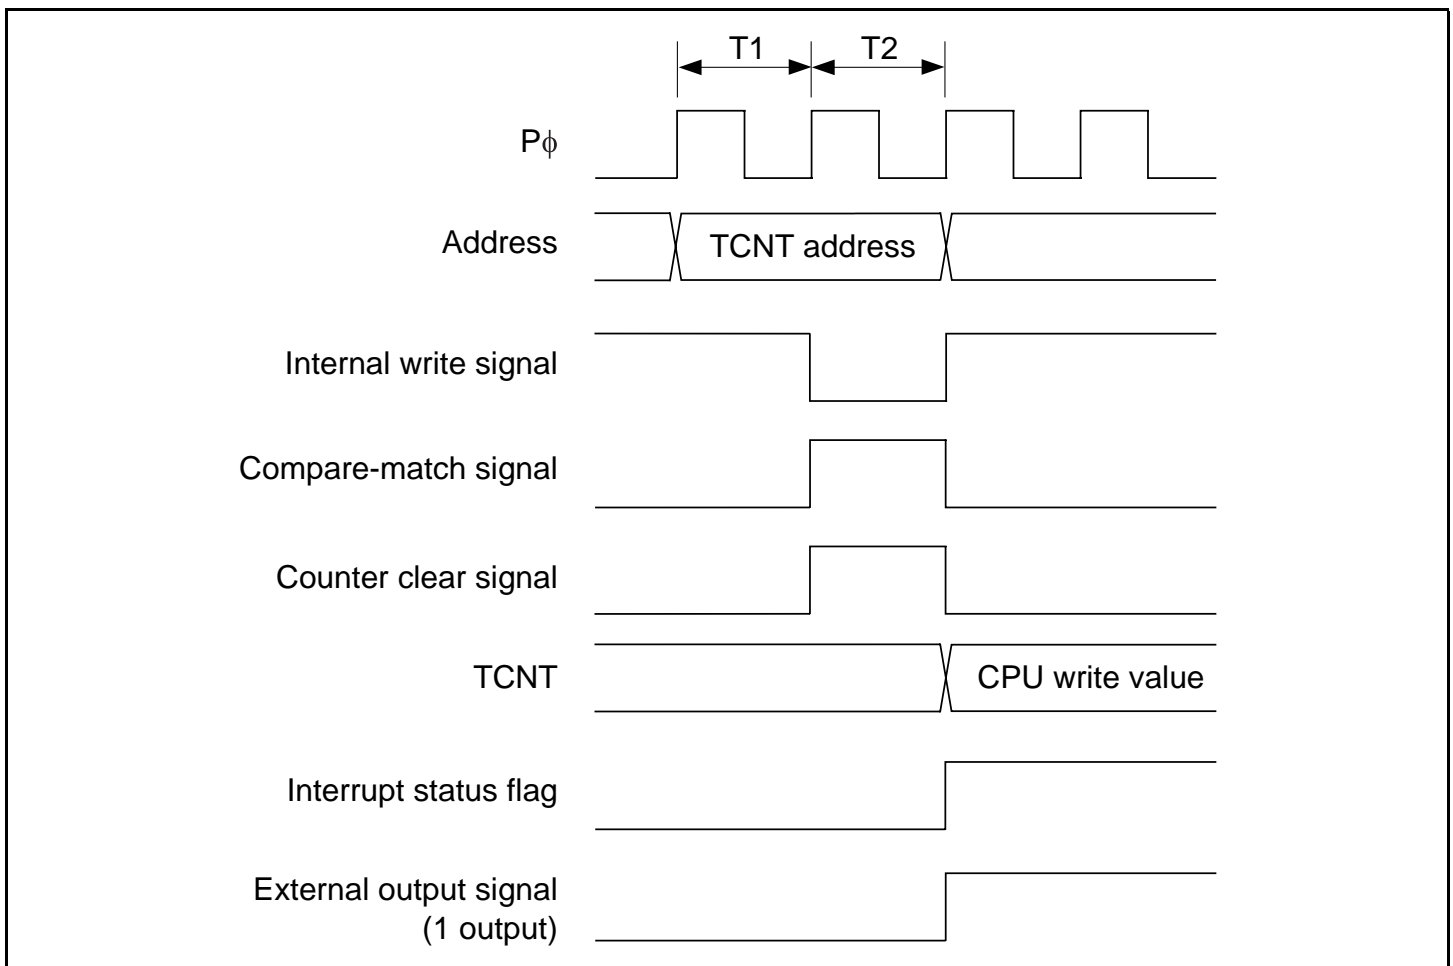 T1 T2
Pϕ
Address TCNT address
Internal write signal
Compare-match signal
Counter clear signal
TCNT CPU write value
Interrupt status flag
External output signal
(1 output)